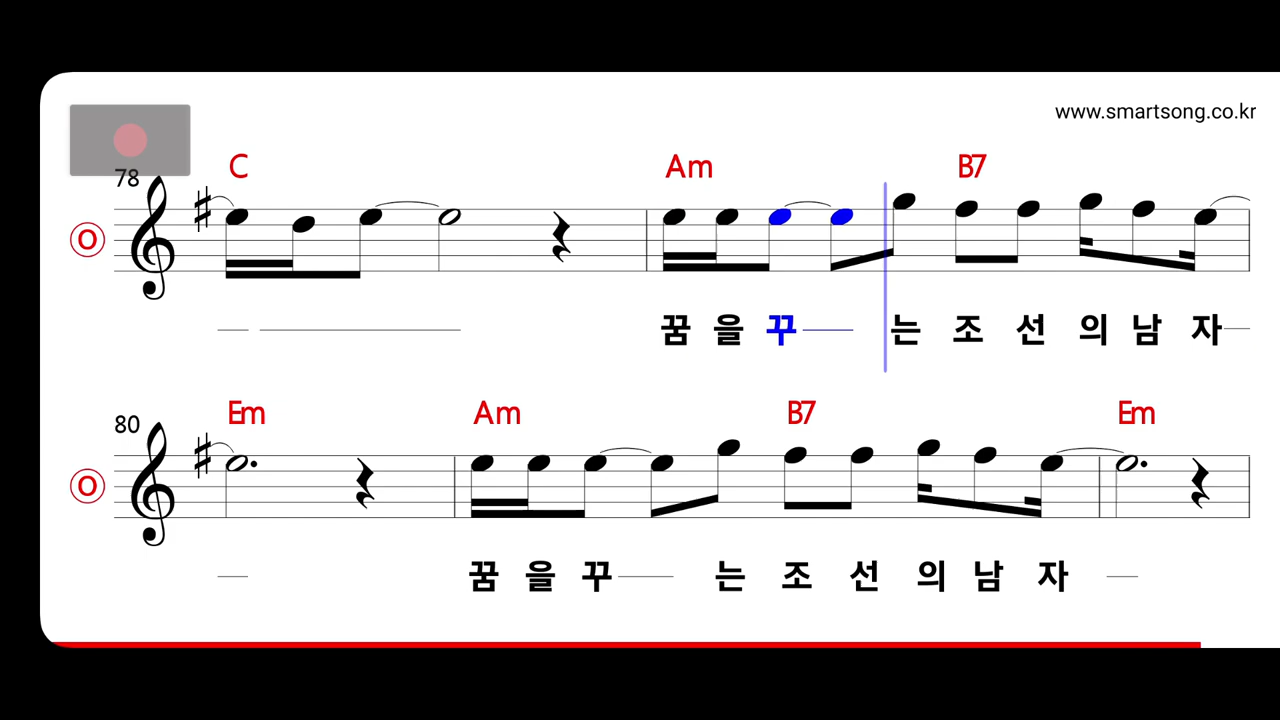 www.smartsong.co.kr
C Am B7
78
O
꿈 을 꾸 는 조 선 의 남 자
Em Am B7 Em
80
O
꿈 을 꾸 는 조 선 의 남 자